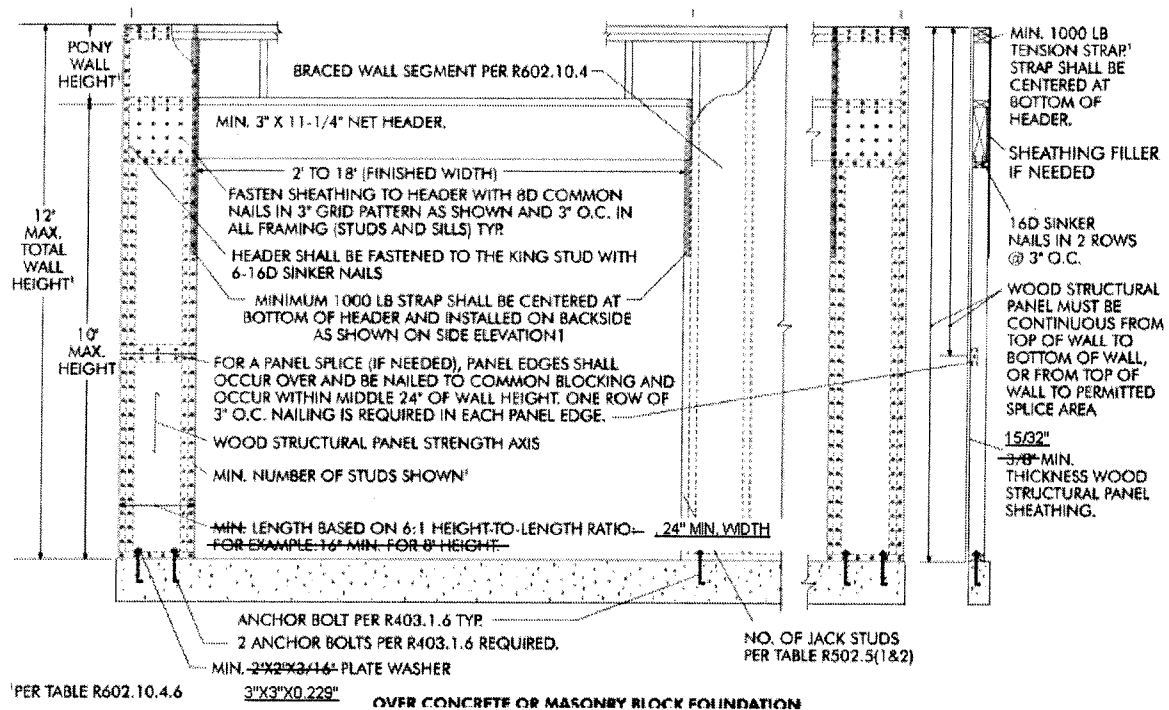 PONY
WALL
HEIGHT¹
12'
MAX.
TOTAL
WALL
HEIGHT¹
10'
MAX.
HEIGHT
BRACED WALL SEGMENT PER R602.10.4
MIN. 3" X 11-1/4" NET HEADER.
2' TO 18' (FINISHED WIDTH)
FASTEN SHEATHING TO HEADER WITH 8D COMMON
NAILS IN 3" GRID PATTERN AS SHOWN AND 3" O.C. IN
ALL FRAMING (STUDS AND SILLS) TYP.
HEADER SHALL BE FASTENED TO THE KING STUD WITH
6-16D SINKER NAILS
MINIMUM 1000 LB STRAP SHALL BE CENTERED AT
BOTTOM OF HEADER AND INSTALLED ON BACKSIDE
AS SHOWN ON SIDE ELEVATION1
FOR A PANEL SPLICE (IF NEEDED), PANEL EDGES SHALL
OCCUR OVER AND BE NAILED TO COMMON BLOCKING AND
OCCUR WITHIN MIDDLE 24" OF WALL HEIGHT. ONE ROW OF
3" O.C. NAILING IS REQUIRED IN EACH PANEL EDGE.
WOOD STRUCTURAL PANEL STRENGTH AXIS
MIN. NUMBER OF STUDS SHOWN¹
MIN. LENGTH BASED ON 6:1 HEIGHT-TO-LENGTH RATIO: 24" MIN. WIDTH
FOR EXAMPLE: 16" MIN. FOR 8' HEIGHT.
ANCHOR BOLT PER R403.1.6 TYP.
2 ANCHOR BOLTS PER R403.1.6 REQUIRED.
MIN. 2"X2"X3/16" PLATE WASHER
3"X3"X0.229"
NO. OF JACK STUDS
PER TABLE R502.5(1&2)
MIN. 1000 LB
TENSION STRAP.¹
STRAP SHALL BE
CENTERED AT
BOTTOM OF
HEADER.
SHEATHING FILLER
IF NEEDED
16D SINKER
NAILS IN 2 ROWS
@ 3" O.C.
WOOD STRUCTURAL
PANEL MUST BE
CONTINUOUS FROM
TOP OF WALL TO
BOTTOM OF WALL,
OR FROM TOP OF
WALL TO PERMITTED
SPLICE AREA
15/32"
3/8" MIN.
THICKNESS WOOD
STRUCTURAL PANEL
SHEATHING.
¹PER TABLE R602.10.4.6
OVER CONCRETE OR MASONRY BLOCK FOUNDATION